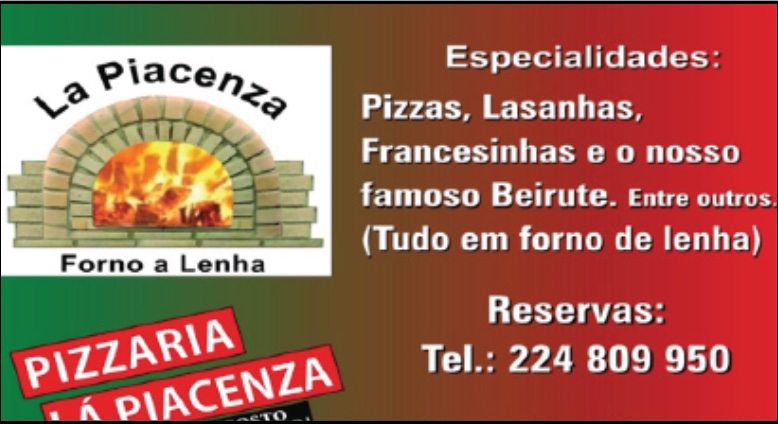 La Piacenza
Forno a Lenha
Especialidades:
Pizzas, Lasanhas,
Francesinhas e o nosso
famoso Beirute. Entre outros.
(Tudo em forno de lenha)
Reservas:
Tel.: 224 809 950
PIZZARIA
LÁ PIACENZA